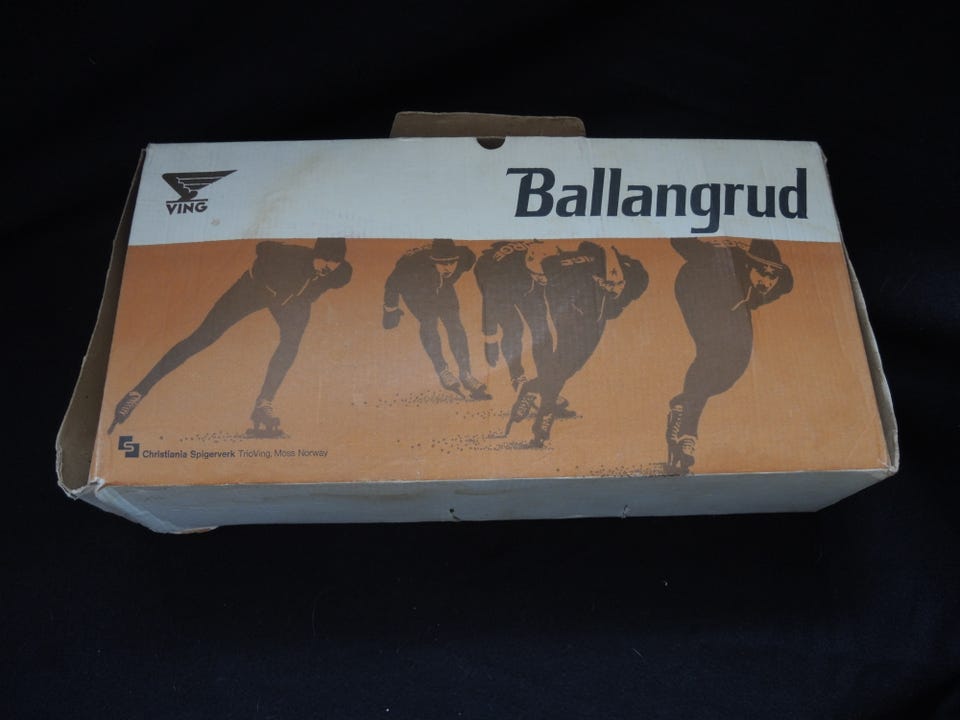 VING
Ballangrud
Christiania Spigerverk TrioVing, Moss Norway